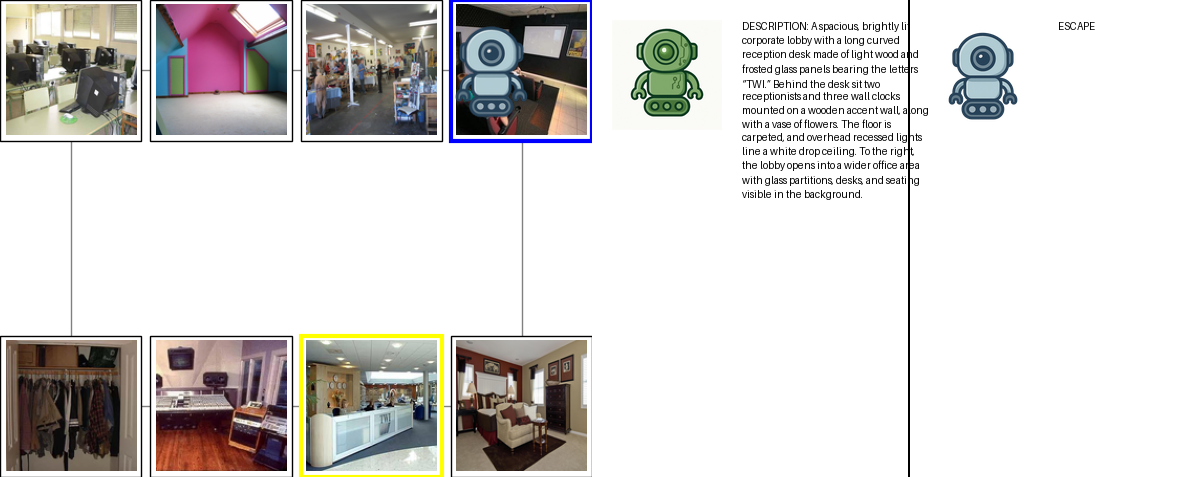 DESCRIPTION: A spacious, brightly lit
corporate lobby with a long curved
reception desk made of light wood and
frosted glass panels bearing the letters
"TWI." Behind the desk sit two
receptionists and three wall clocks
mounted on a wooden accent wall, along
with a vase of flowers. The floor is
carpeted, and overhead recessed lights
line a white drop ceiling. To the right,
the lobby opens into a wider office area
with glass partitions, desks, and seating
visible in the background.
ESCAPE